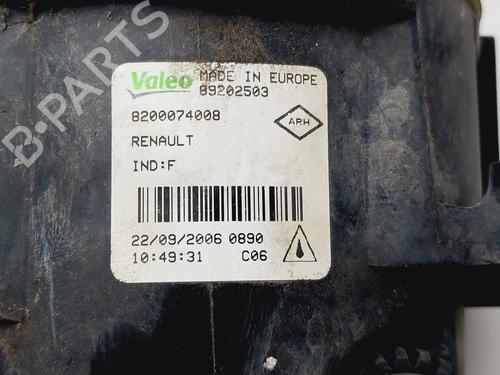 B-PARTS
Valeo MADE IN EUROPE
89202503
8200074008
ARH
RENAULT
IND:F
22/09/2006 0890
10:49:31 C06